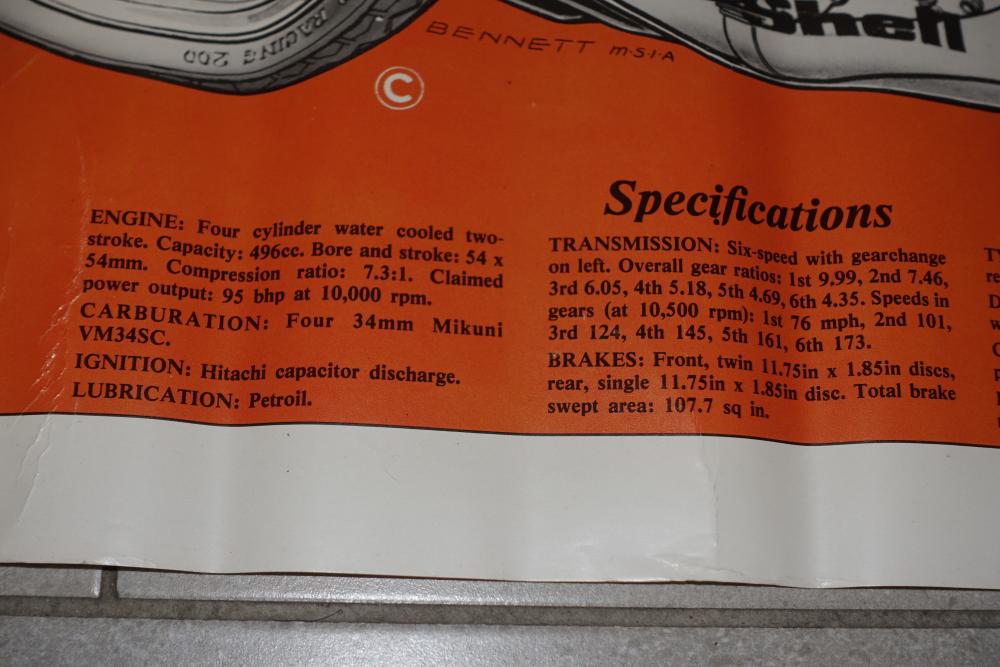 RACING 200
BENNETT M·S·I·A
Shell
©
Specifications
ENGINE: Four cylinder water cooled two-
stroke. Capacity: 496cc. Bore and stroke: 54 x
54mm. Compression ratio: 7.3:1. Claimed
power output: 95 bhp at 10,000 rpm.
CARBURATION: Four 34mm Mikuni
VM34SC.
IGNITION: Hitachi capacitor discharge.
LUBRICATION: Petroil.
TRANSMISSION: Six-speed with gearchange
on left. Overall gear ratios: 1st 9.99, 2nd 7.46,
3rd 6.05, 4th 5.18, 5th 4.69, 6th 4.35. Speeds in
gears (at 10,500 rpm): 1st 76 mph, 2nd 101,
3rd 124, 4th 145, 5th 161, 6th 173.
BRAKES: Front, twin 11.75in x 1.85in discs,
rear, single 11.75in x 1.85in disc. Total brake
swept area: 107.7 sq in.